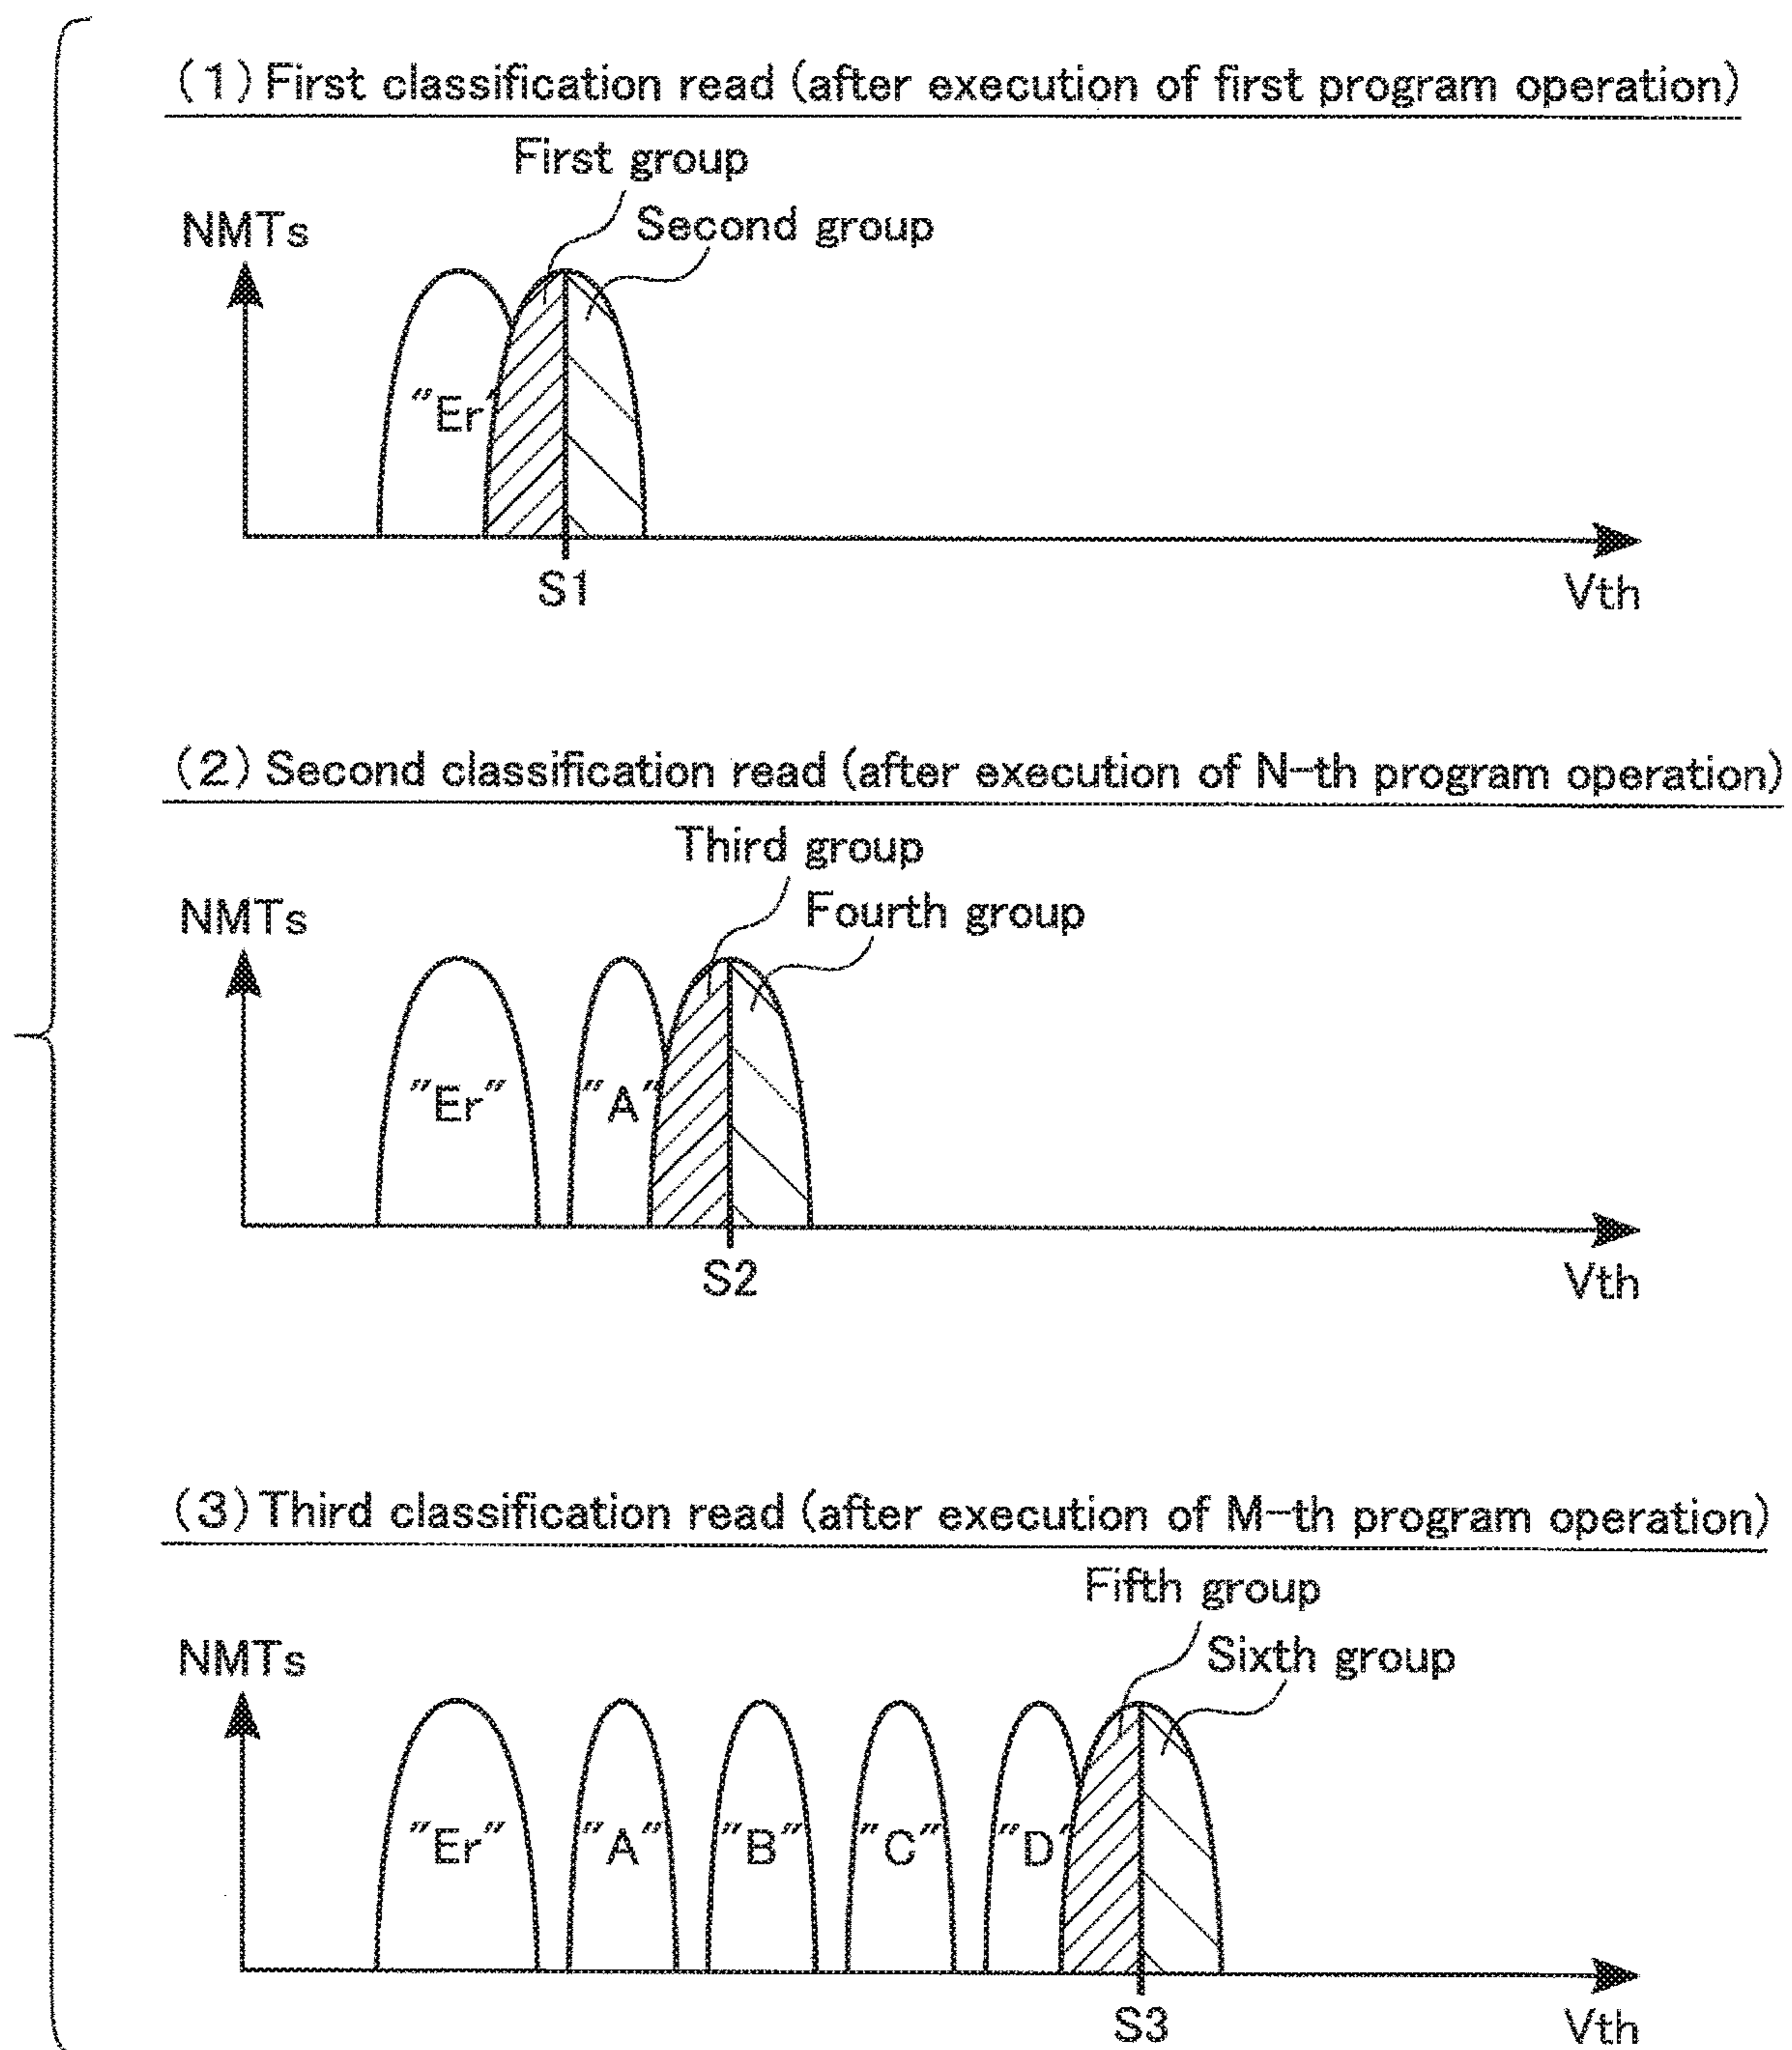 (1) First classification read (after execution of first program operation)
First group
Second group
NMTs
"Er"
S1
Vth
(2) Second classification read (after execution of N-th program operation)
Third group
Fourth group
NMTs
"Er" "A"
S2
Vth
(3) Third classification read (after execution of M-th program operation)
Fifth group
Sixth group
NMTs
"Er" "A" "B" "C" "D"
S3
Vth